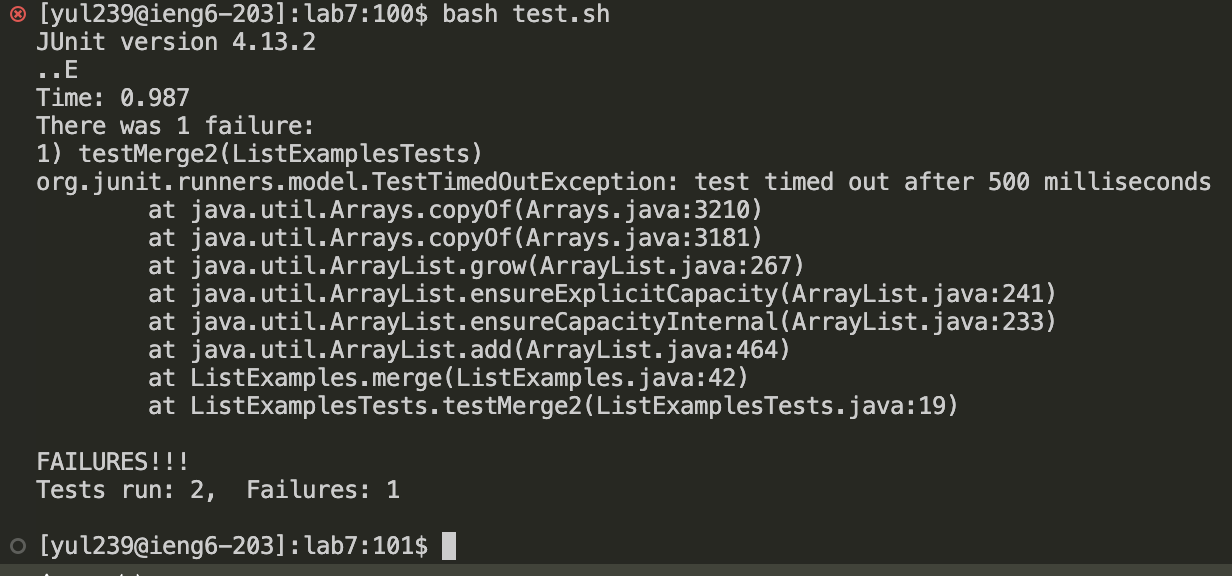 [yul239@ieng6-203]:lab7:100$ bash test.sh
JUnit version 4.13.2
..E
Time: 0.987
There was 1 failure:
1) testMerge2(ListExamplesTests)
org.junit.runners.model.TestTimedOutException: test timed out after 500 milliseconds
        at java.util.Arrays.copyOf(Arrays.java:3210)
        at java.util.Arrays.copyOf(Arrays.java:3181)
        at java.util.ArrayList.grow(ArrayList.java:267)
        at java.util.ArrayList.ensureExplicitCapacity(ArrayList.java:241)
        at java.util.ArrayList.ensureCapacityInternal(ArrayList.java:233)
        at java.util.ArrayList.add(ArrayList.java:464)
        at ListExamples.merge(ListExamples.java:42)
        at ListExamplesTests.testMerge2(ListExamplesTests.java:19)
FAILURES!!!
Tests run: 2,  Failures: 1
[yul239@ieng6-203]:lab7:101$